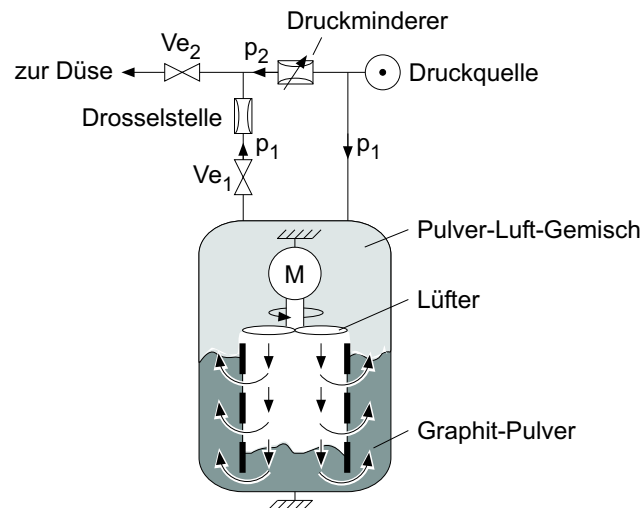 Druckminderer
Ve2
p2
zur Düse
Druckquelle
Drosselstelle
p1
p1
Ve1
Pulver-Luft-Gemisch
M
Lüfter
Graphit-Pulver